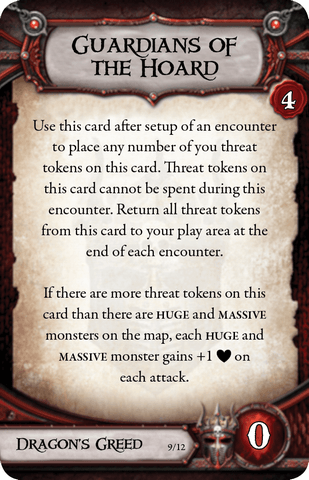 Guardians of
the Hoard
4
Use this card after setup of an encounter
to place any number of you threat
tokens on this card. Threat tokens on
this card cannot be spent during this
encounter. Return all threat tokens
from this card to your play area at the
end of each encounter.
If there are more threat tokens on this
card than there are HUGE and MASSIVE
monsters on the map, each HUGE and
MASSIVE monster gains +1 ♥ on
each attack.
Dragon's Greed 9/12
0